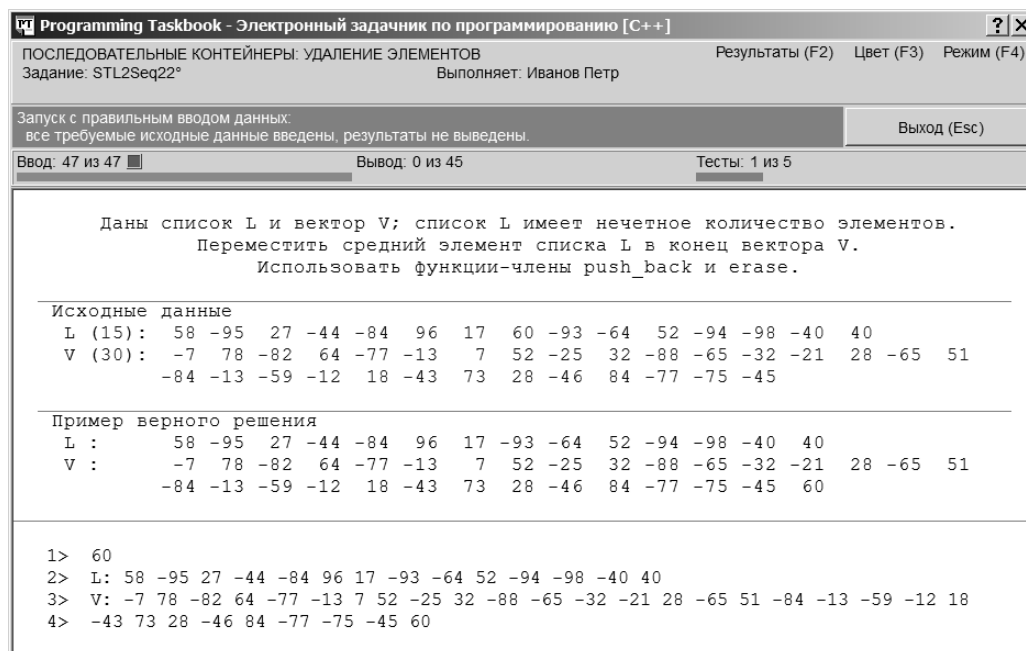 Programming Taskbook - Электронный задачник по программированию [C++]
ПОСЛЕДОВАТЕЛЬНЫЕ КОНТЕЙНЕРЫ: УДАЛЕНИЕ ЭЛЕМЕНТОВ Результаты (F2) Цвет (F3) Режим (F4)
Задание: STL2Seq22° Выполняет: Иванов Петр
Запуск с правильным вводом данных:
все требуемые исходные данные введены, результаты не выведены.
Выход (Esc)
Ввод: 47 из 47 Вывод: 0 из 45 Тесты: 1 из 5
Даны список L и вектор V; список L имеет нечетное количество элементов.
Переместить средний элемент списка L в конец вектора V.
Использовать функции-члены push_back и erase.
Исходные данные
L (15): 58 -95 27 -44 -84 96 17 60 -93 -64 52 -94 -98 -40 40
V (30): -7 78 -82 64 -77 -13 7 52 -25 32 -88 -65 -32 -21 28 -65 51
-84 -13 -59 -12 18 -43 73 28 -46 84 -77 -75 -45
Пример верного решения
L : 58 -95 27 -44 -84 96 17 -93 -64 52 -94 -98 -40 40
V : -7 78 -82 64 -77 -13 7 52 -25 32 -88 -65 -32 -21 28 -65 51
-84 -13 -59 -12 18 -43 73 28 -46 84 -77 -75 -45 60
1> 60
2> L: 58 -95 27 -44 -84 96 17 -93 -64 52 -94 -98 -40 40
3> V: -7 78 -82 64 -77 -13 7 52 -25 32 -88 -65 -32 -21 28 -65 51 -84 -13 -59 -12 18
4> -43 73 28 -46 84 -77 -75 -45 60